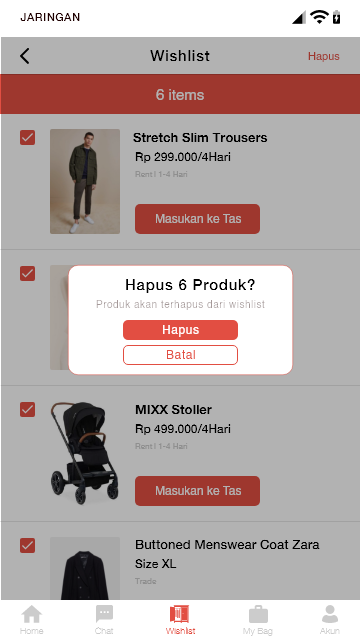 JARINGAN
Wishlist
Hapus
6 items
Stretch Slim Trousers
Rp 299.000/4Hari
Rent | 1-4 Hari
Masukan ke Tas
Hapus 6 Produk?
Produk akan terhapus dari wishlist
Hapus
Batal
MIXX Stoller
Rp 499.000/4Hari
Rent | 1-4 Hari
Masukan ke Tas
Buttoned Menswear Coat Zara
Size XL
Trade
Home
Chat
Wishlist
My Bag
Akun